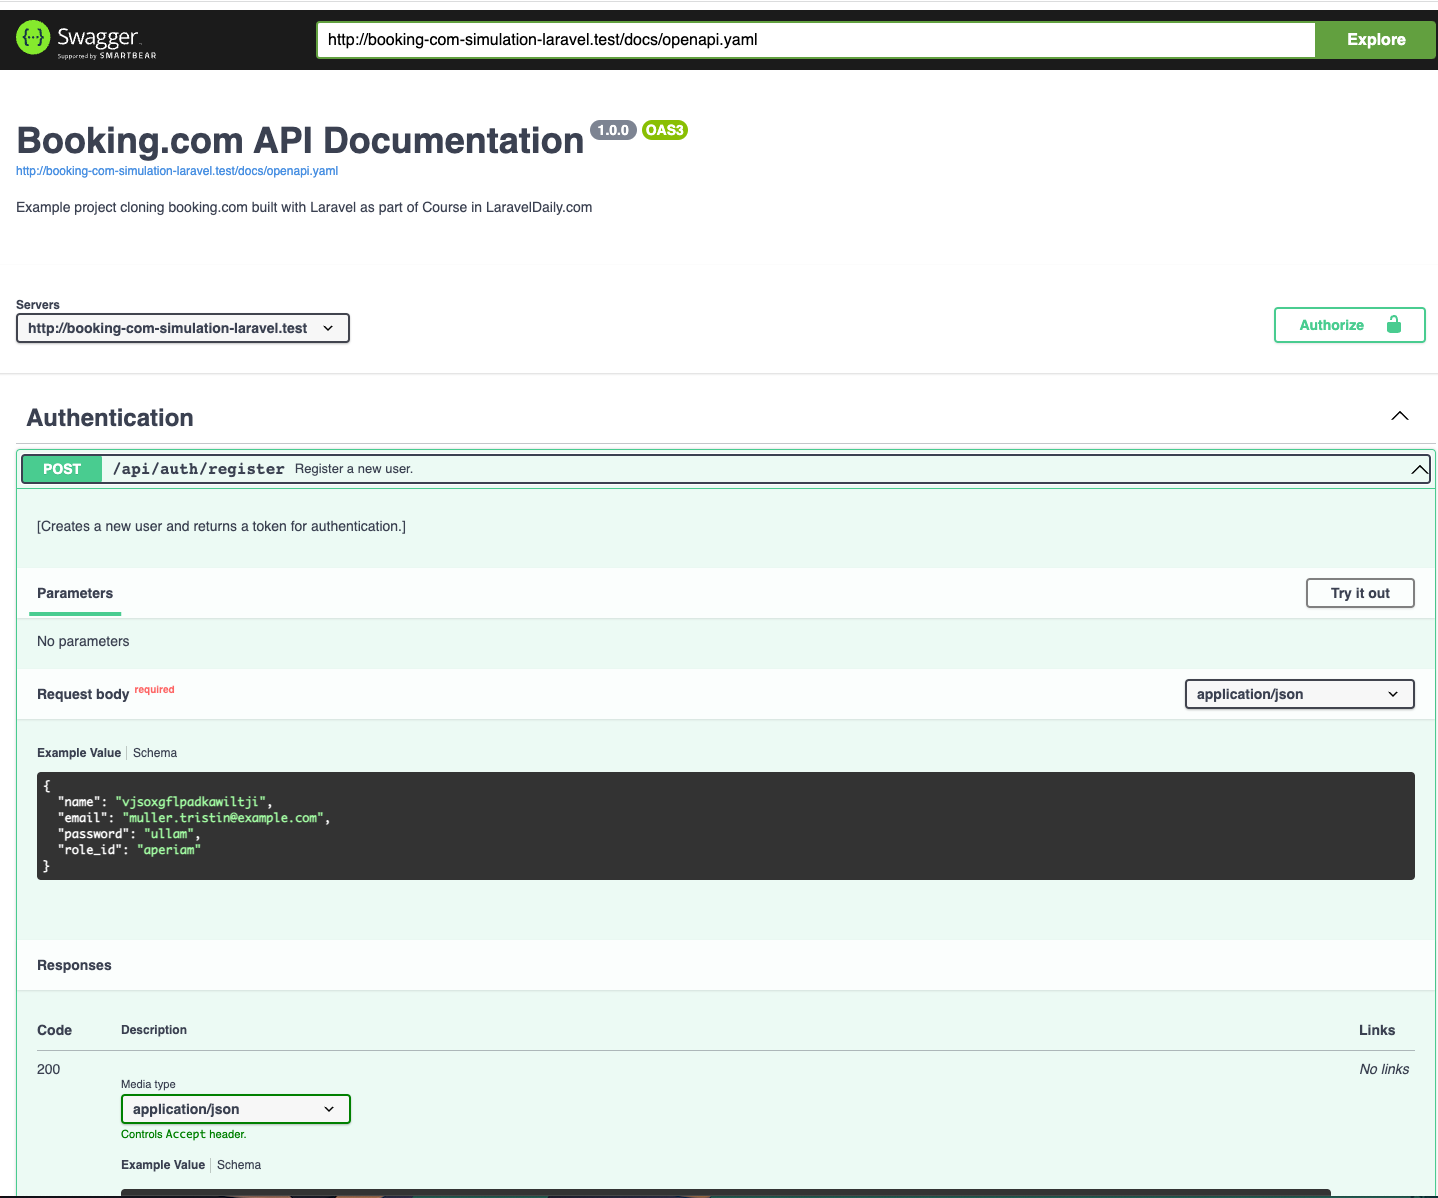 Swagger
Supported by SMARTBEAR
http://booking-com-simulation-laravel.test/docs/openapi.yaml
Explore
Booking.com API Documentation 1.0.0 OAS3
http://booking-com-simulation-laravel.test/docs/openapi.yaml
Example project cloning booking.com built with Laravel as part of Course in LaravelDaily.com
Servers
http://booking-com-simulation-laravel.test
Authorize
Authentication
POST /api/auth/register Register a new user.
[Creates a new user and returns a token for authentication.]
Parameters
Try it out
No parameters
Request body required
application/json
Example Value Schema
{
"name": "vjsoxgflpadkawiltji",
"email": "muller.tristin@example.com",
"password": "ullam",
"role_id": "aperiam"
}
Responses
Code Description Links
200 No links
Media type
application/json
Controls Accept header.
Example Value Schema